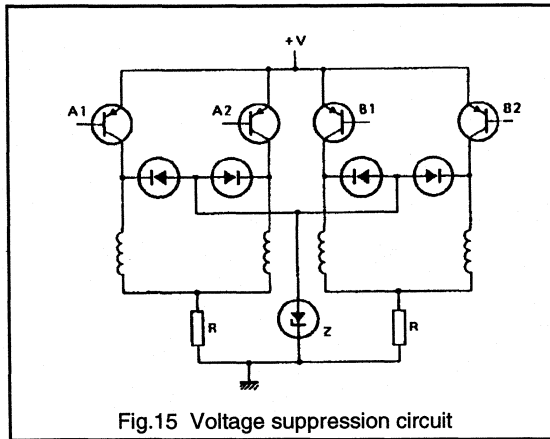 +V
A1
A2
B1
B2
R
Z
R
Fig.15 Voltage suppression circuit